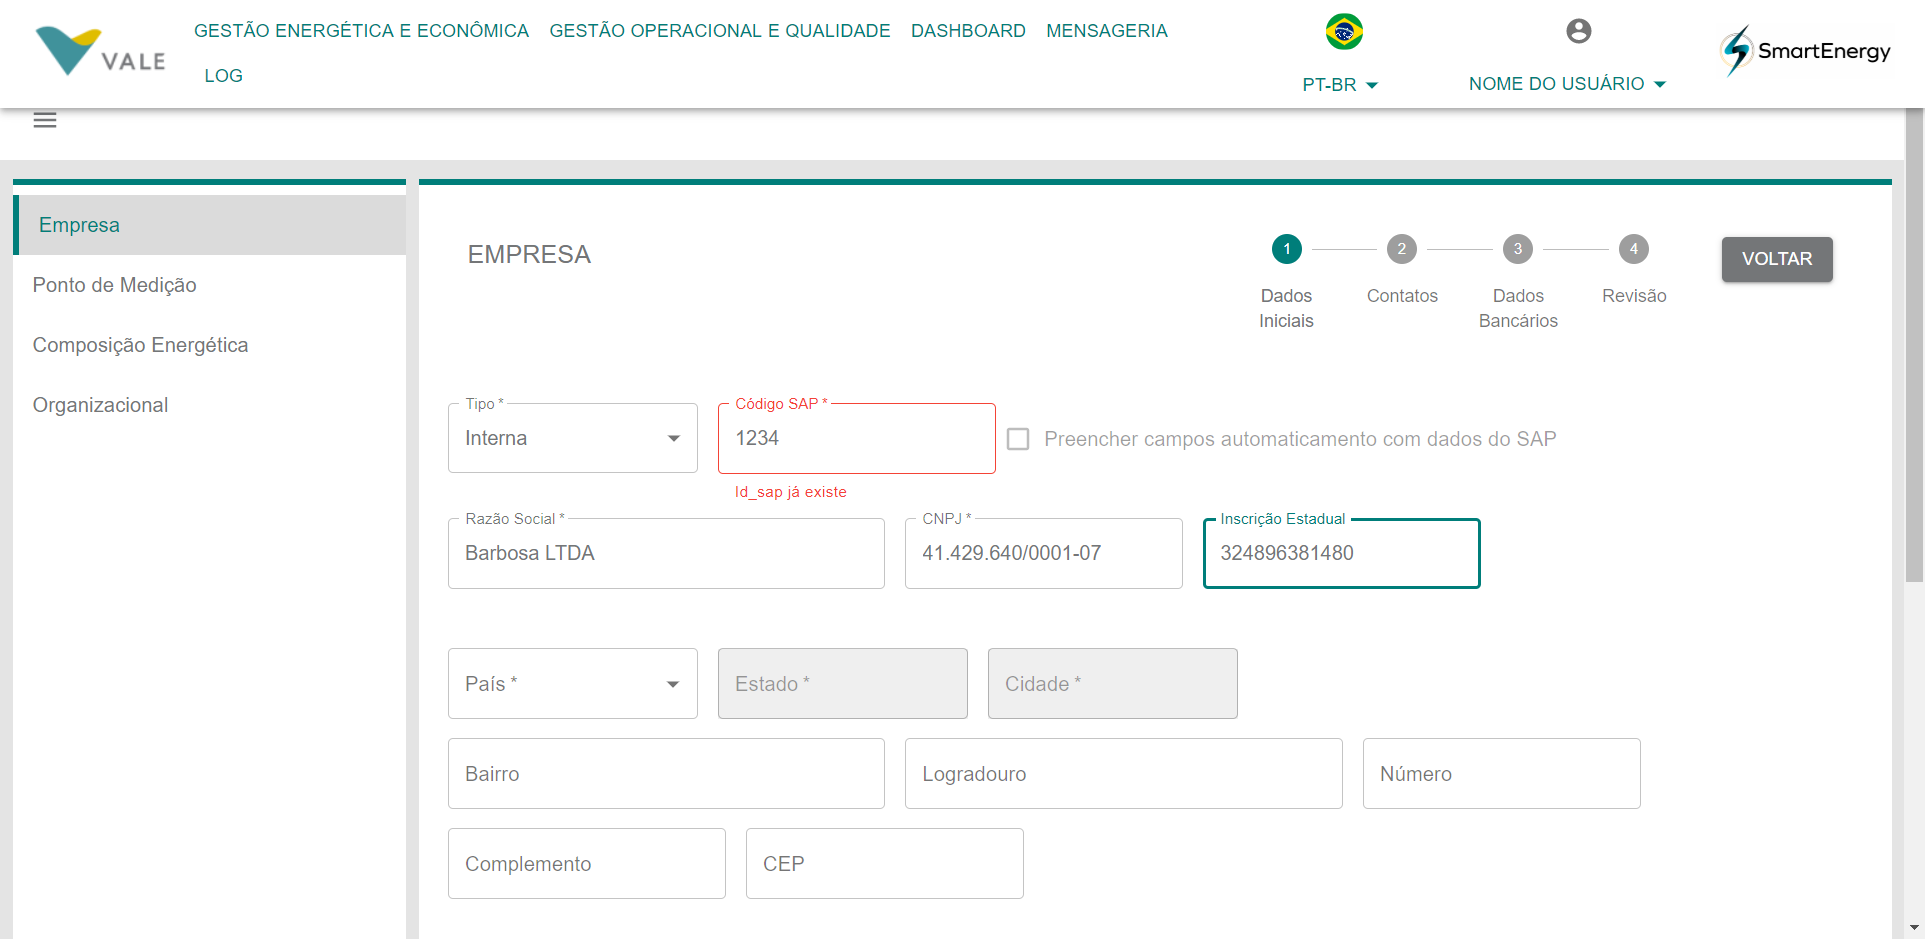 VALE
GESTÃO ENERGÉTICA E ECONÔMICA GESTÃO OPERACIONAL E QUALIDADE DASHBOARD MENSAGERIA
LOG
PT-BR
NOME DO USUÁRIO
SmartEnergy
Empresa
Ponto de Medição
Composição Energética
Organizacional
EMPRESA
1 2 3 4
Dados Iniciais
Contatos
Dados Bancários
Revisão
VOLTAR
Tipo *
Interna
Código SAP *
1234
Id_sap já existe
Preencher campos automaticamento com dados do SAP
Razão Social *
Barbosa LTDA
CNPJ *
41.429.640/0001-07
Inscrição Estadual
324896381480
País *
Estado *
Cidade *
Bairro
Logradouro
Número
Complemento
CEP